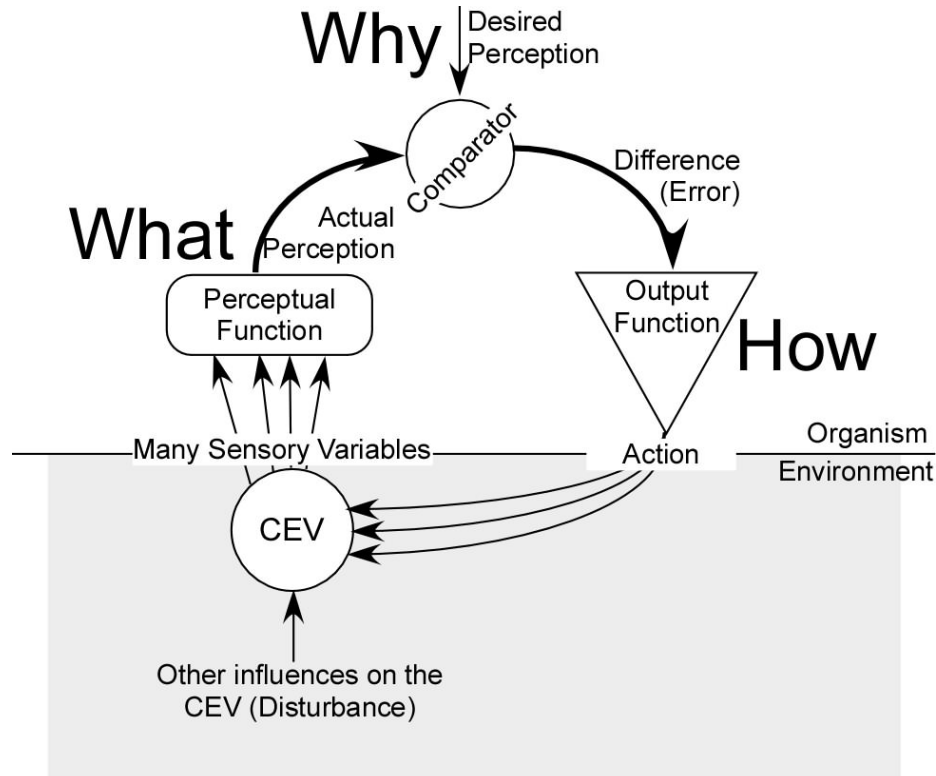 Why
Desired
Perception
Comparator
Difference
(Error)
What
Actual
Perception
Perceptual
Function
Output
Function
How
Many Sensory Variables
Action
Organism
Environment
CEV
Other influences on the
CEV (Disturbance)